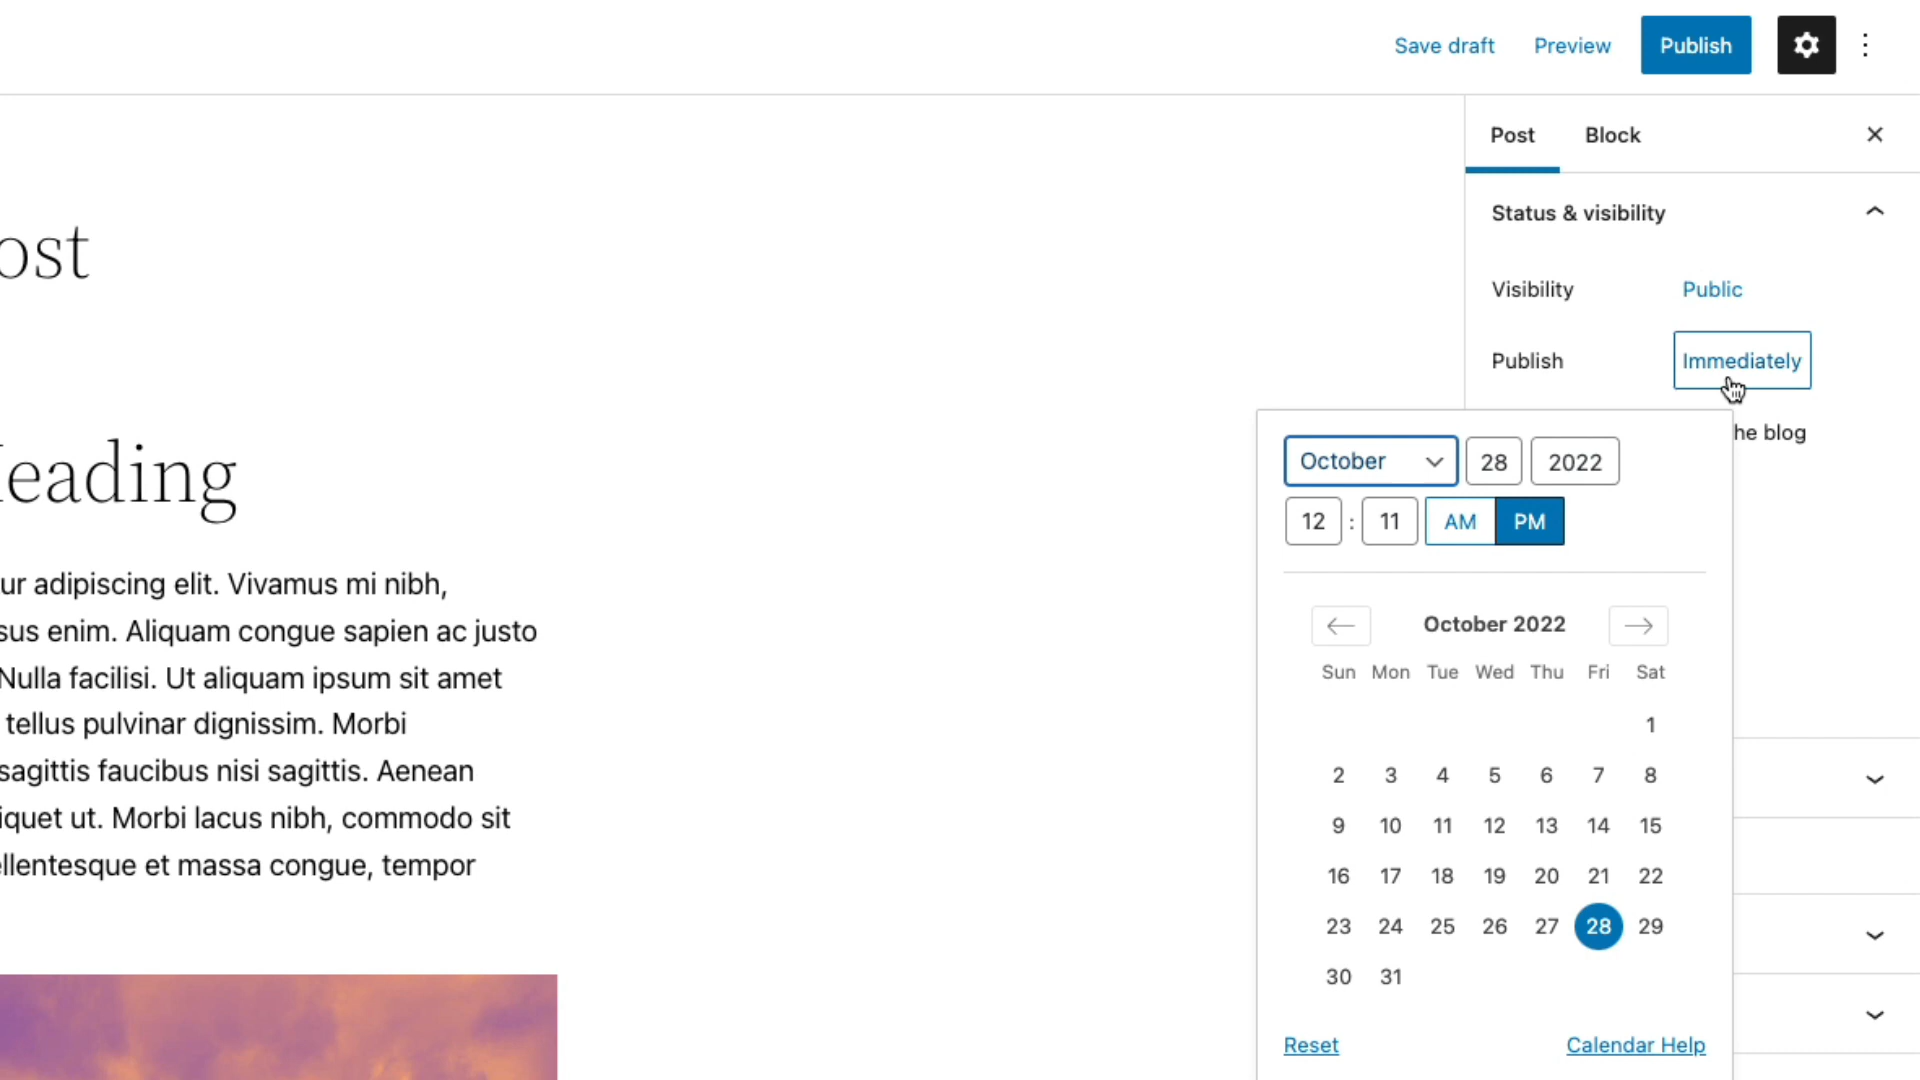 Save draft Preview Publish
Post Block
Status & visibility
Visibility Public
Publish Immediately
he blog
October 28 2022
12 : 11 AM PM
October 2022
Sun Mon Tue Wed Thu Fri Sat
1
2 3 4 5 6 7 8
9 10 11 12 13 14 15
16 17 18 19 20 21 22
23 24 25 26 27 28 29
30 31
Reset Calendar Help
ost
eading
ur adipiscing elit. Vivamus mi nibh,
sus enim. Aliquam congue sapien ac justo
Nulla facilisi. Ut aliquam ipsum sit amet
tellus pulvinar dignissim. Morbi
sagittis faucibus nisi sagittis. Aenean
iquet ut. Morbi lacus nibh, commodo sit
ellentesque et massa congue, tempor